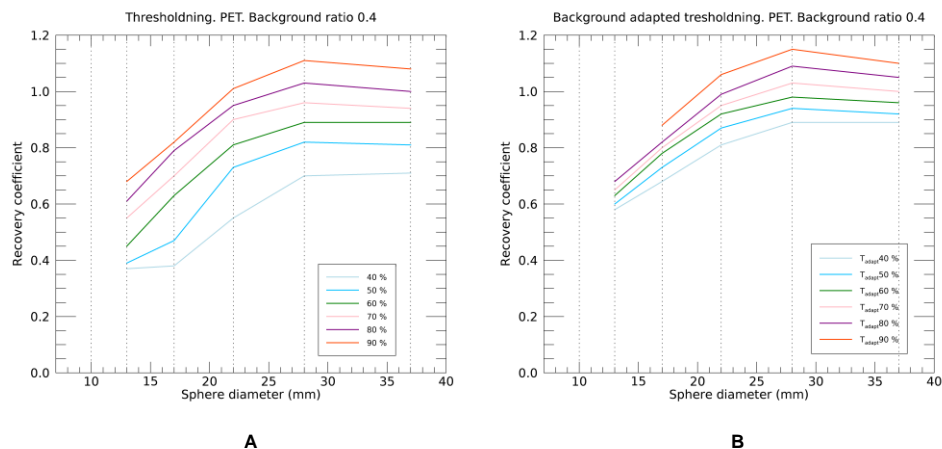 Thresholdning. PET. Background ratio 0.4
1.2
1.0
0.8
0.6
0.4
0.2
0.0
Recovery coefficient
40 %
50 %
60 %
70 %
80 %
90 %
10 15 20 25 30 35 40
Sphere diameter (mm)
A
Background adapted tresholdning. PET. Background ratio 0.4
1.2
1.0
0.8
0.6
0.4
0.2
0.0
Recovery coefficient
Tadapt40 %
Tadapt50 %
Tadapt60 %
Tadapt70 %
Tadapt80 %
Tadapt90 %
10 15 20 25 30 35 40
Sphere diameter (mm)
B